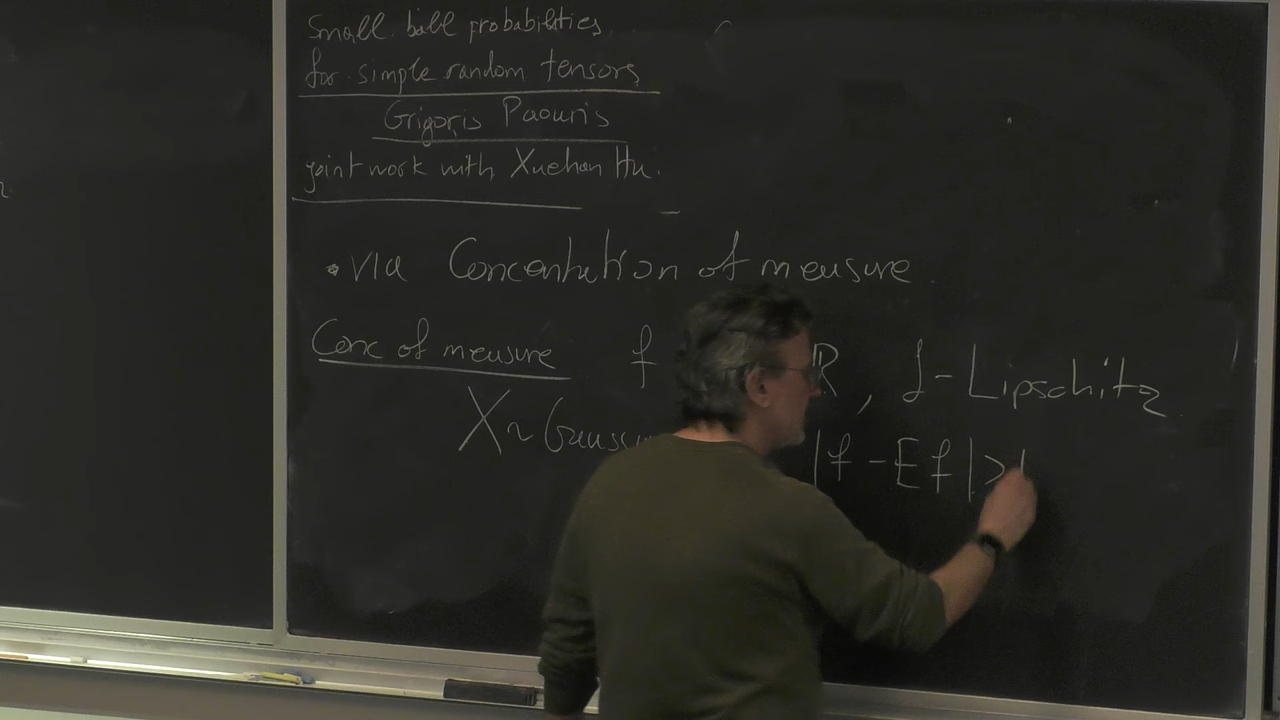 Small ball probabilities
for simple random tensors
Grigoris Paouris
joint work with Xuehan Hu.
• via Concentration of measure
Conc of measure f R, 1-Lipschitz
X ~ Gauss |f - E f| >